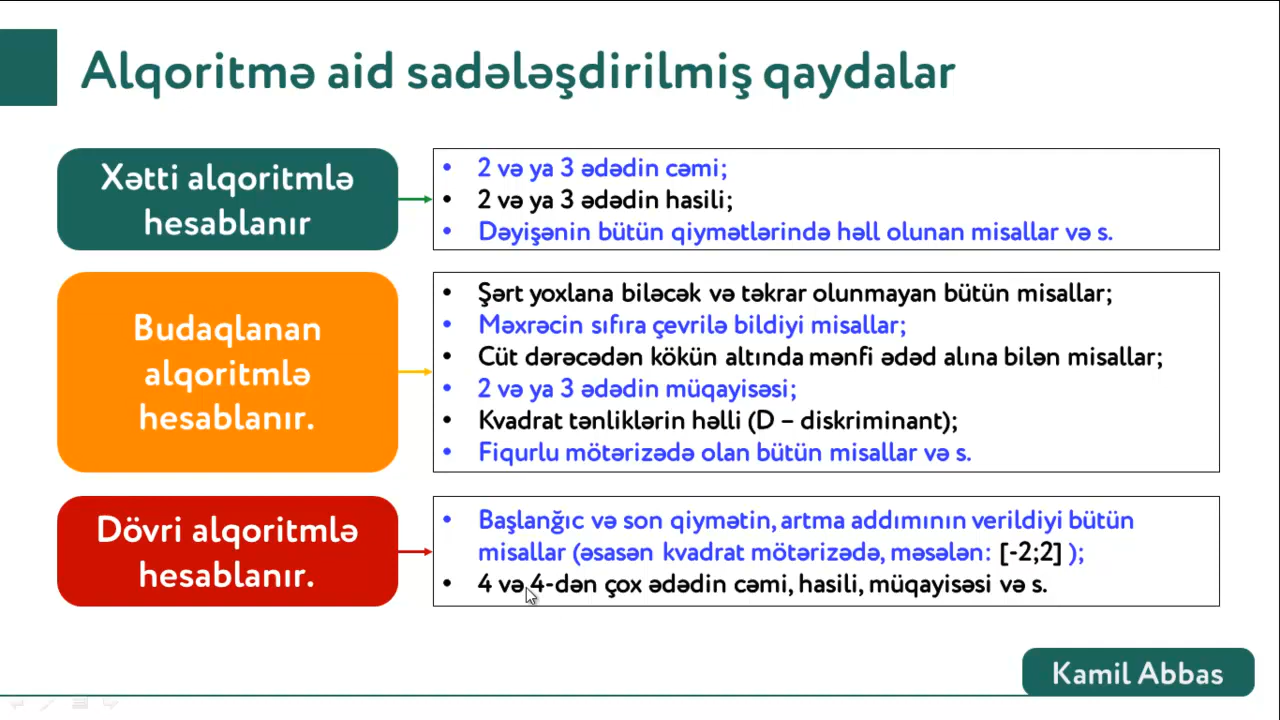 Alqoritmə aid sadələşdirilmiş qaydalar
Xətti alqoritmlə
hesablanır
• 2 və ya 3 ədədin cəmi;
• 2 və ya 3 ədədin hasili;
• Dəyişənin bütün qiymətlərində həll olunan misallar və s.
Budaqlanan
alqoritmlə
hesablanır.
• Şərt yoxlana biləcək və təkrar olunmayan bütün misallar;
• Məxrəcin sıfıra çevrilə bildiyi misallar;
• Cüt dərəcədən kökün altında mənfi ədəd alına bilən misallar;
• 2 və ya 3 ədədin müqayisəsi;
• Kvadrat tənliklərin həlli (D – diskriminant);
• Fiqurlu mötərizədə olan bütün misallar və s.
Dövri alqoritmlə
hesablanır.
• Başlanğıc və son qiymətin, artma addımının verildiyi bütün
misallar (əsasən kvadrat mötərizədə, məsələn: [-2;2] );
• 4 və 4-dən çox ədədin cəmi, hasili, müqayisəsi və s.
Kamil Abbas